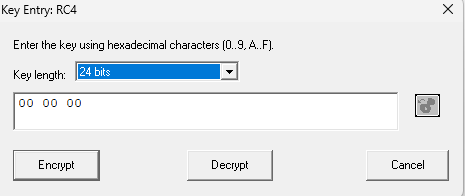 Key Entry: RC4
Enter the key using hexadecimal characters (0..9, A..F).
Key length: 24 bits
00 00 00
Encrypt Decrypt Cancel